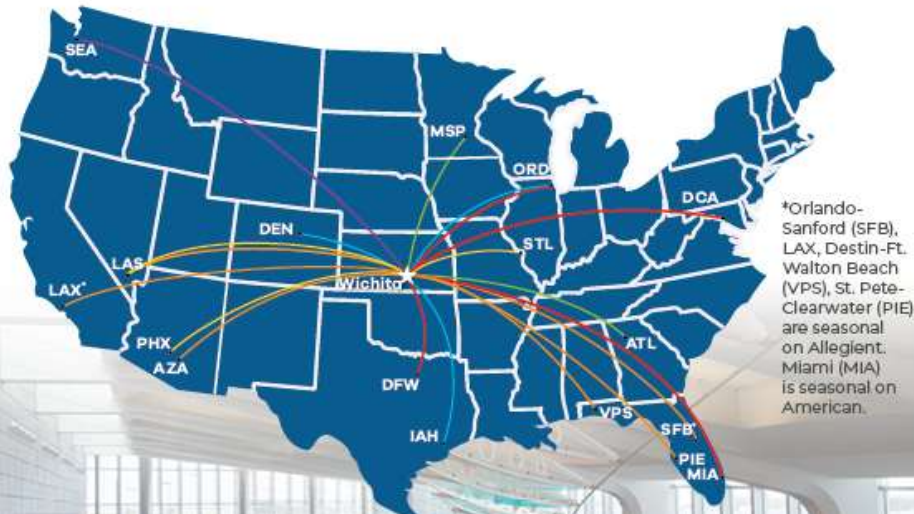 SEA
MSP
ORD
DCA
DEN
STL
LAS
LAX*
Wichita
PHX
AZA
ATL
DFW
VPS
IAH
SFB*
PIE
MIA
*Orlando-
Sanford (SFB),
LAX, Destin-Ft.
Walton Beach
(VPS), St. Pete-
Clearwater (PIE)
are seasonal
on Allegient.
Miami (MIA)
is seasonal on
American.